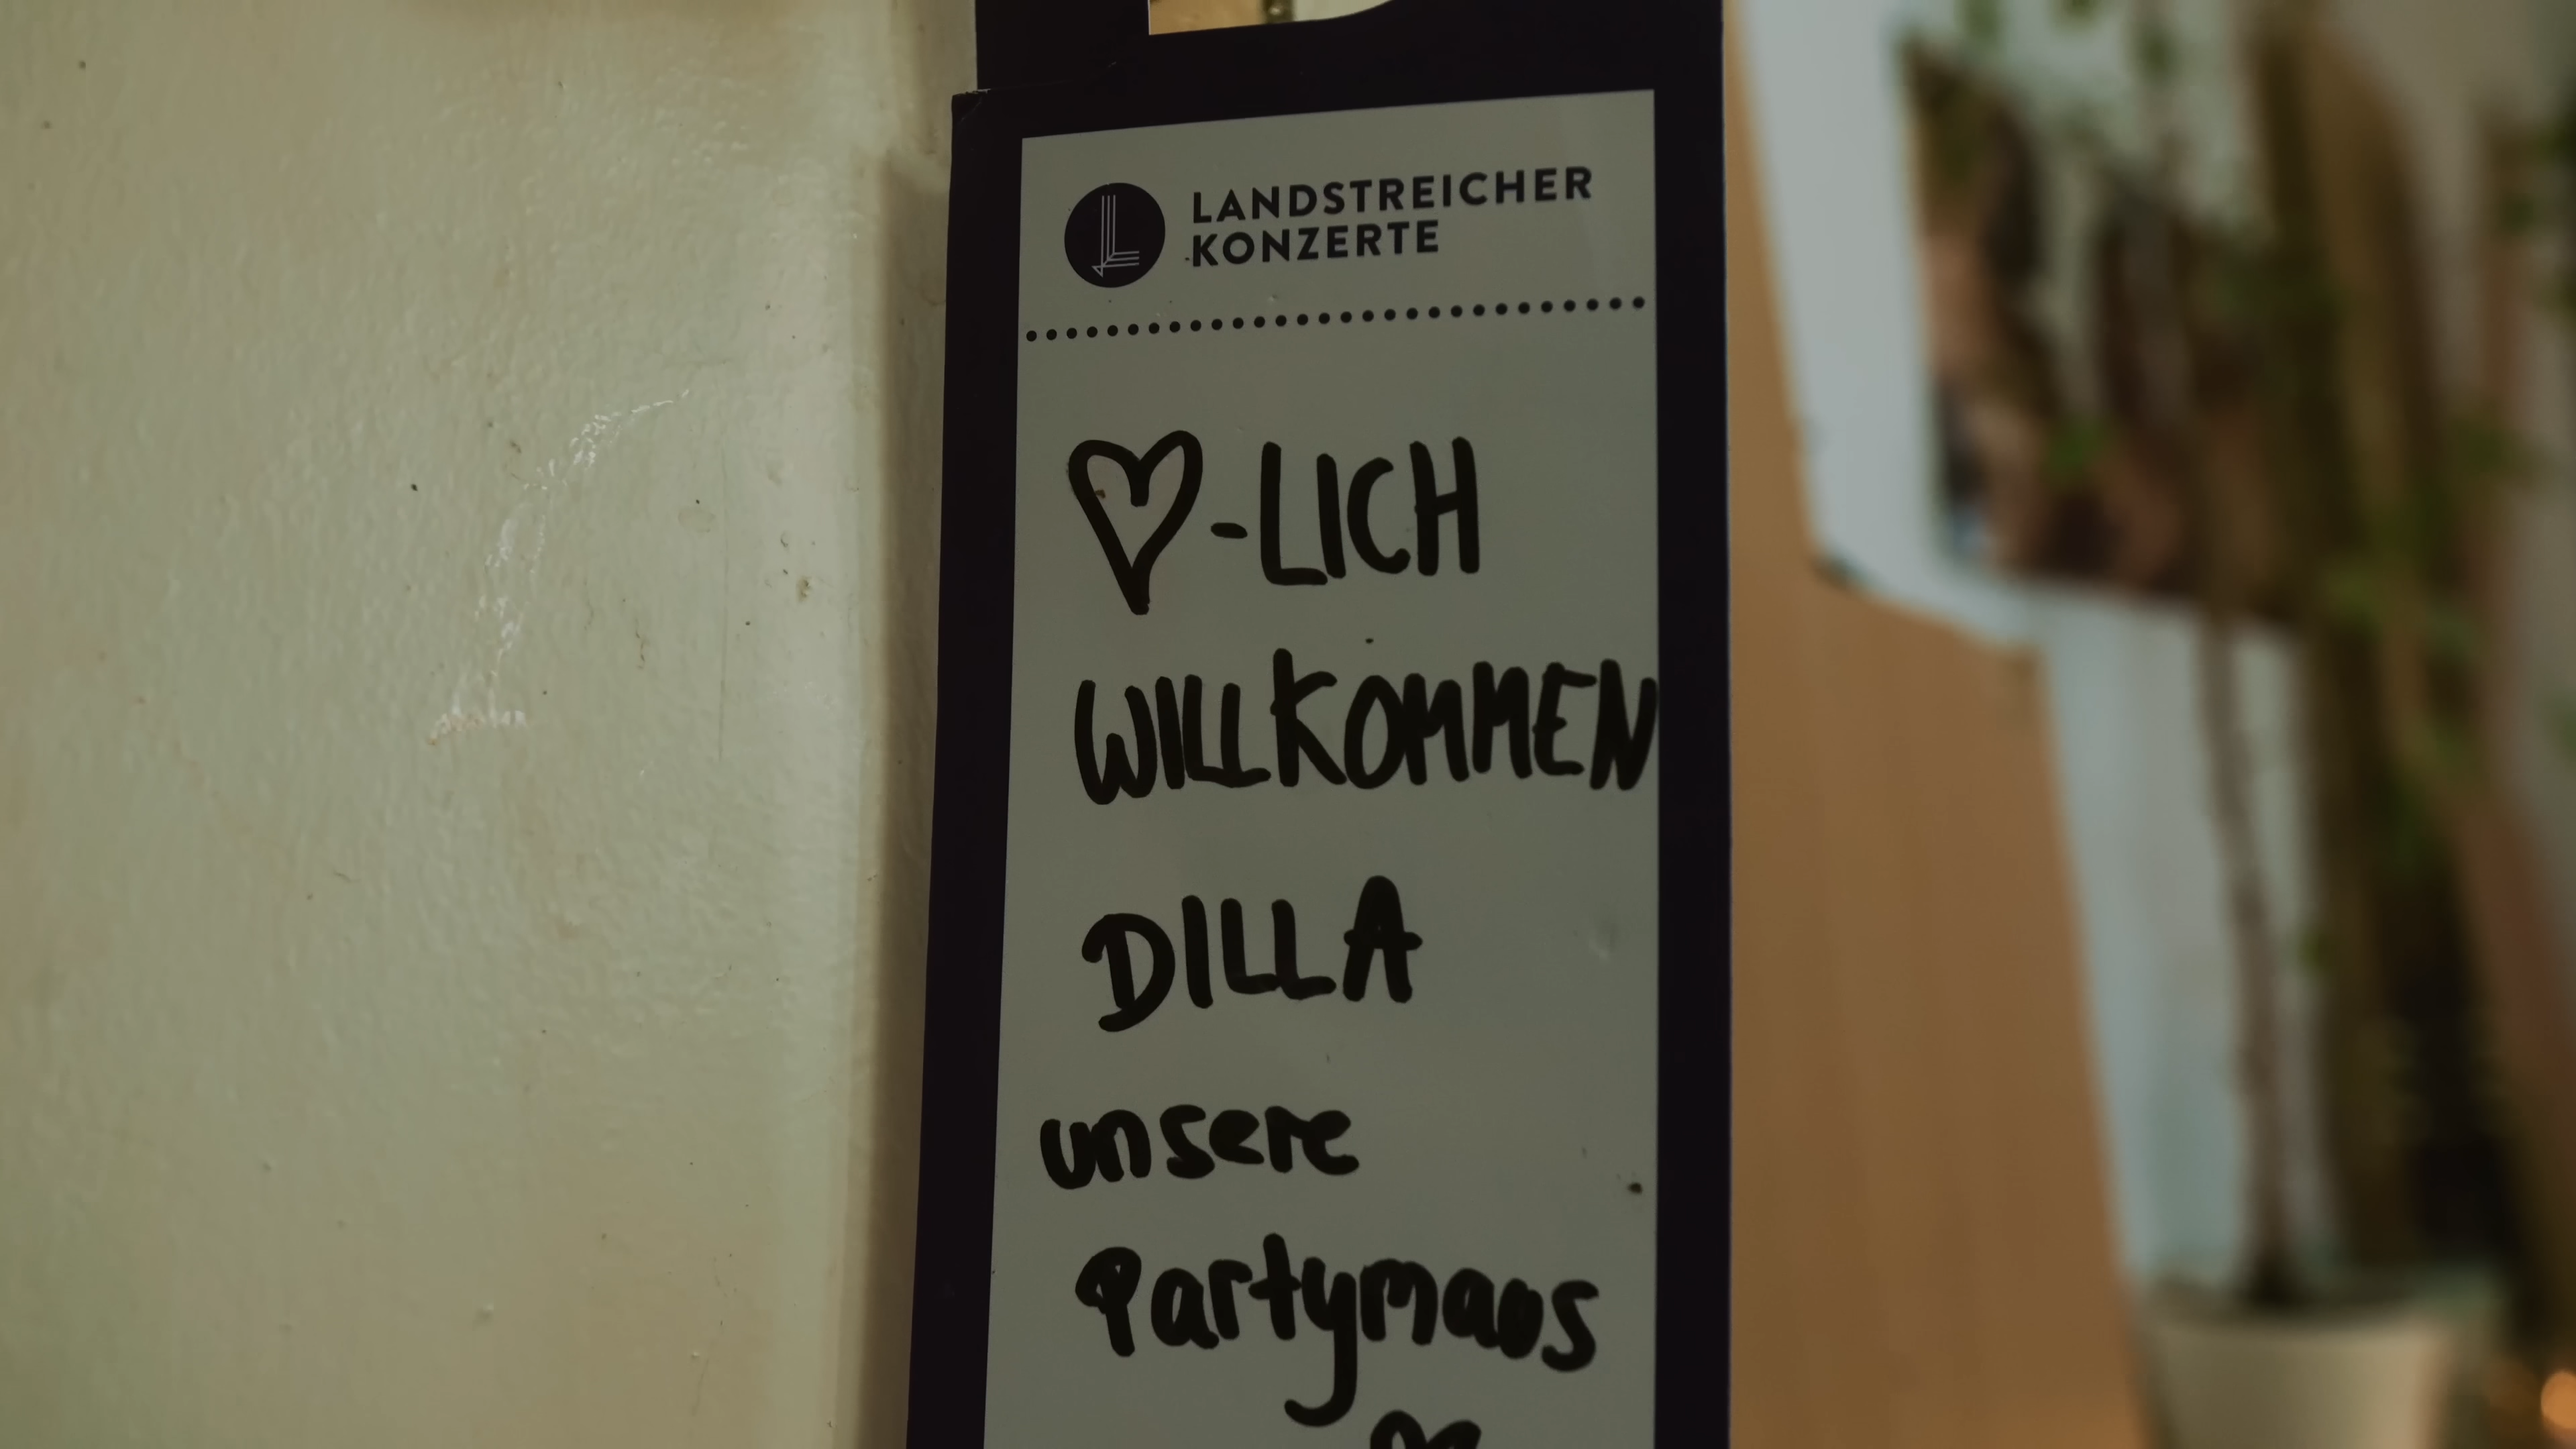 LANDSTREICHER
KONZERTE
♡-LICH
WILLKOMMEN
DILLA
unsere
Partymaus